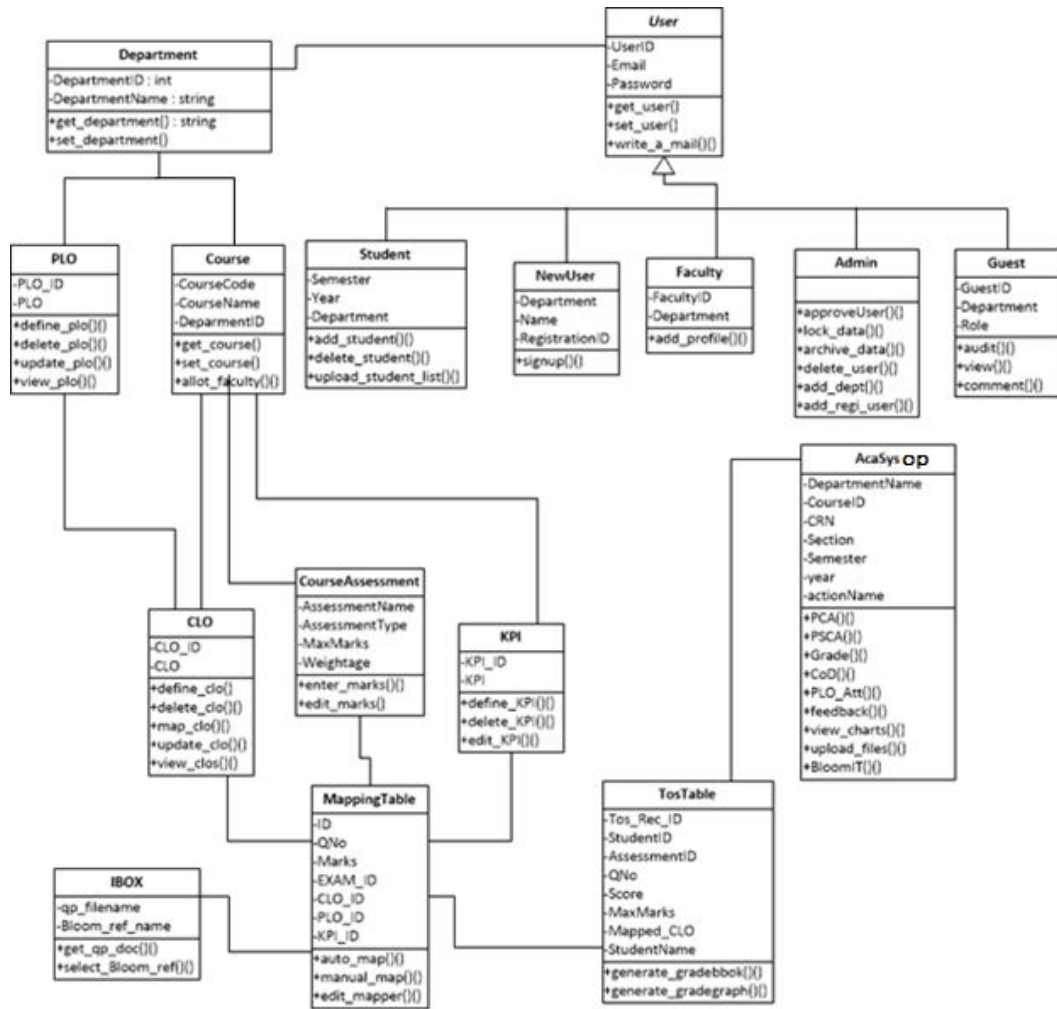 User
-UserID
-Email
-Password
+get_user()
+set_user()
+write_a_mail()()
Department
-DepartmentID : int
-DepartmentName : string
+get_department() : string
+set_department()
PLO
-PLO_ID
-PLO
+define_plo()()
+delete_plo()()
+update_plo()()
+view_plo()()
Course
-CourseCode
-CourseName
-DeparmentID
+get_course()
+set_course()
+allot_faculty()()
Student
-Semester
-Year
-Department
+add_student()()
+delete_student()()
+upload_student_list()()
NewUser
-Department
-Name
-RegistrationID
+signup()()
Faculty
-FacultyID
-Department
+add_profile()()
Admin
+approveUser()()
+lock_data()()
+archive_data()()
+delete_user()()
+add_dept()()
+add_regi_user()()
Guest
-GuestID
-Department
-Role
+audit()()
+view()()
+comment()()
AcaSys op
-DepartmentName
-CourseID
-CRN
-Section
-Semester
-year
-actionName
+PCA()()
+PSCA()()
+Grade()()
+CoD()()
+PLO_Att()()
+feedback()()
+view_charts()()
+upload_files()()
+BloomIT()()
CourseAssessment
-AssessmentName
-AssessmentType
-MaxMarks
-Weightage
+enter_marks()()
+edit_marks()
CLO
-CLO_ID
-CLO
+define_clo()
+delete_clo()()
+map_clo()()
+update_clo()()
+view_clos()()
KPI
-KPI_ID
-KPI
+define_KPI()()
+delete_KPI()()
+edit_KPI()()
MappingTable
-ID
-QNo
-Marks
-EXAM_ID
-CLO_ID
-PLO_ID
-KPI_ID
+auto_map()()
+manual_map()()
+edit_mapper()()
TosTable
-Tos_Rec_ID
-StudentID
-AssessmentID
-QNo
-Score
-MaxMarks
-Mapped_CLO
-StudentName
+generate_gradebbok()()
+generate_gradegraph()()
IBOX
-qp_filename
-Bloom_ref_name
+get_qp_doc()()
+select_Bloom_ref()()